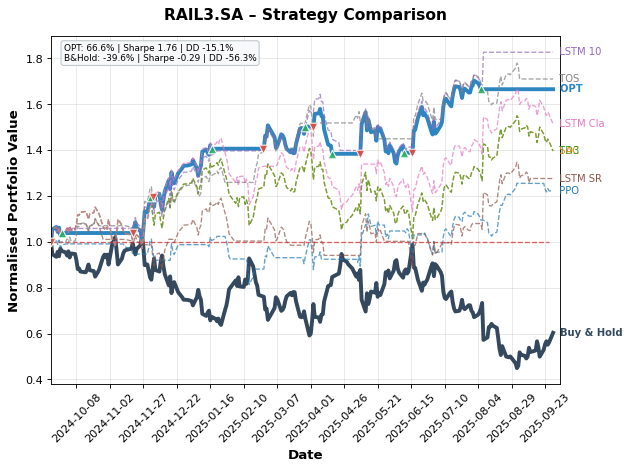 RAIL3.SA – Strategy Comparison
OPT: 66.6% | Sharpe 1.76 | DD -15.1%
B&Hold: -39.6% | Sharpe -0.29 | DD -56.3%
Normalised Portfolio Value
1.8
1.6
1.4
1.2
1.0
0.8
0.6
0.4
LSTM 10
TOS
OPT
LSTM Cla
LSTM SR
PPO
Buy & Hold
2024-10-08
2024-11-02
2024-11-27
2024-12-22
2025-01-16
2025-02-10
2025-03-07
2025-04-01
2025-04-26
2025-05-21
2025-06-15
2025-07-10
2025-08-04
2025-08-29
2025-09-23
Date